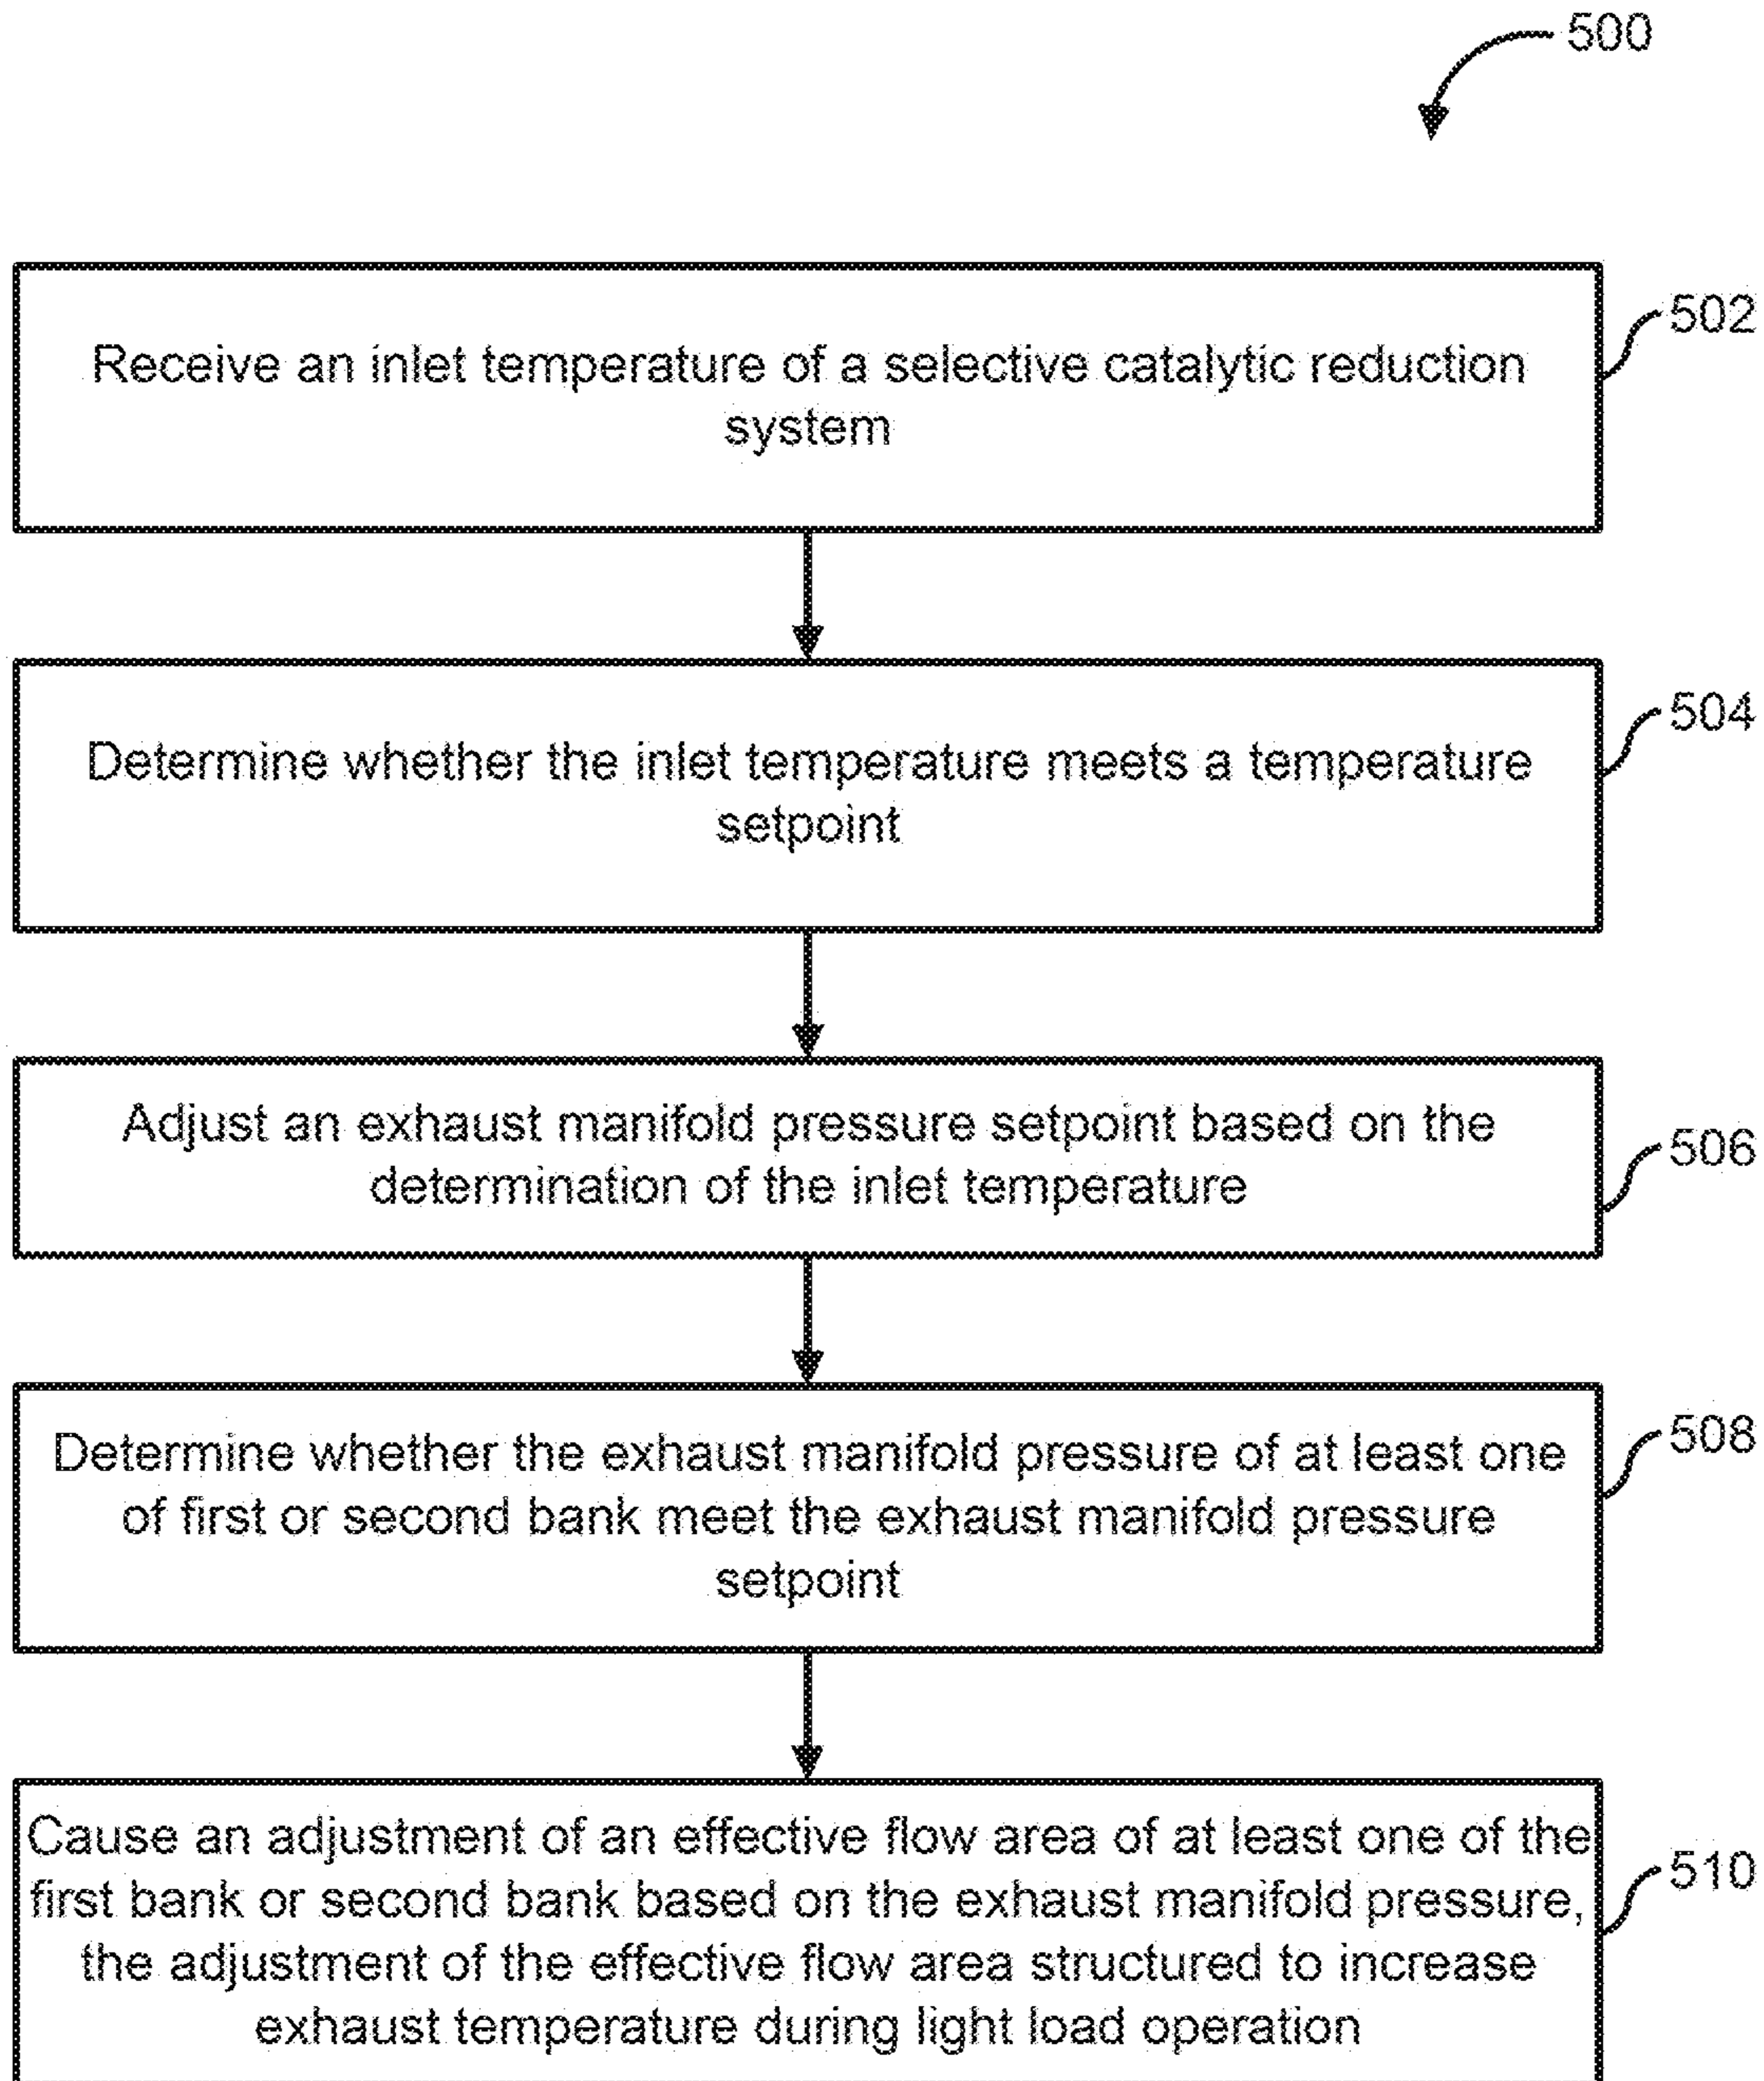 500
Receive an inlet temperature of a selective catalytic reduction
system
502
Determine whether the inlet temperature meets a temperature
setpoint
504
Adjust an exhaust manifold pressure setpoint based on the
determination of the inlet temperature
506
Determine whether the exhaust manifold pressure of at least one
of first or second bank meet the exhaust manifold pressure
setpoint
508
Cause an adjustment of an effective flow area of at least one of the
first bank or second bank based on the exhaust manifold pressure,
the adjustment of the effective flow area structured to increase
exhaust temperature during light load operation
510